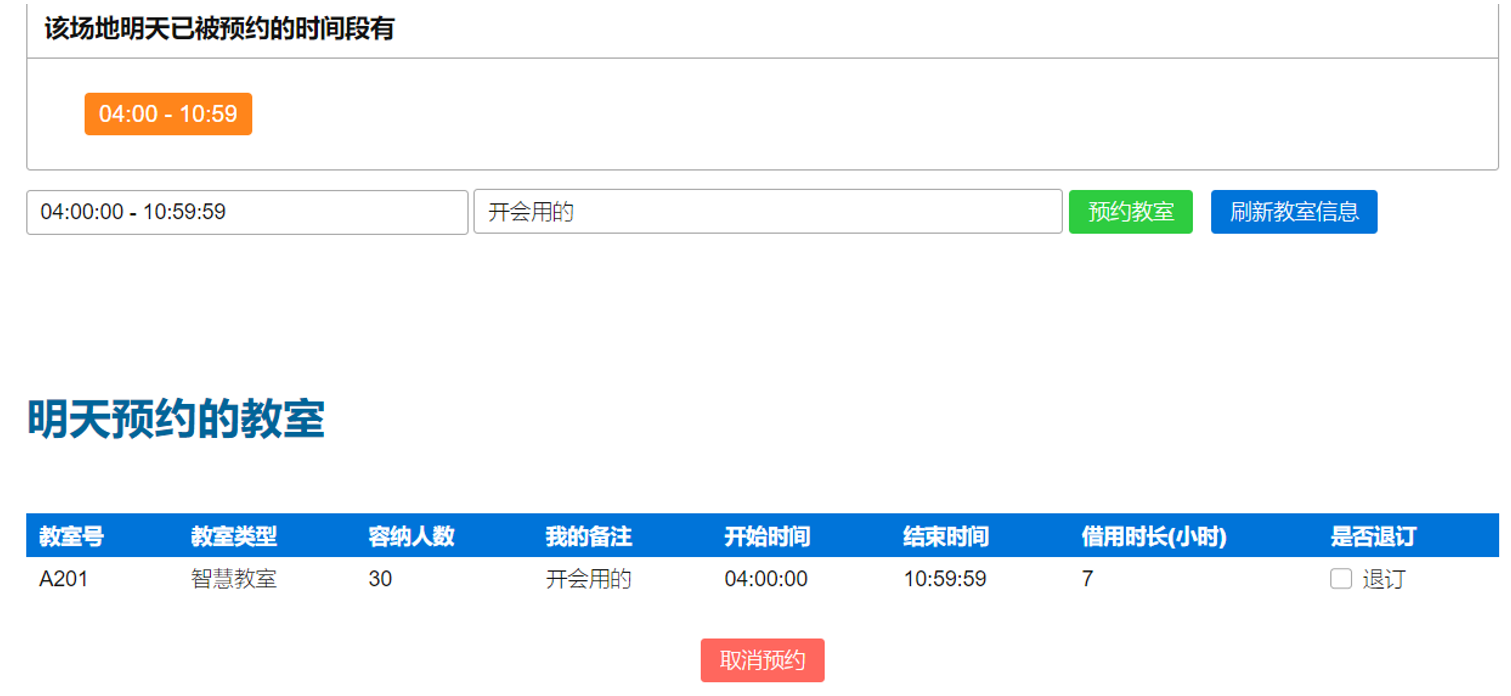 该场地明天已被预约的时间段有
04:00 - 10:59
04:00:00 - 10:59:59 开会用的 预约教室 刷新教室信息
明天预约的教室
教室号 教室类型 容纳人数 我的备注 开始时间 结束时间 借用时长(小时) 是否退订
A201 智慧教室 30 开会用的 04:00:00 10:59:59 7 退订
取消预约